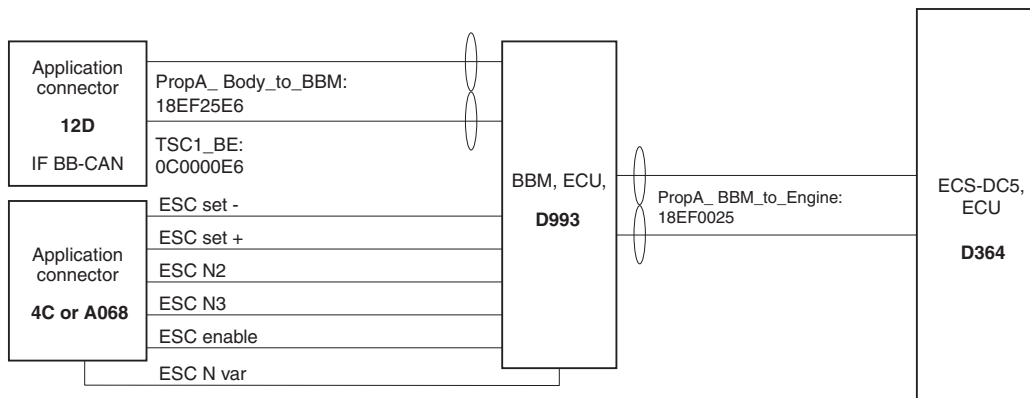 Application
connector
12D
IF BB-CAN
PropA_ Body_to_BBM:
18EF25E6
TSC1_BE:
0C0000E6
Application
connector
4C or A068
ESC set -
ESC set +
ESC N2
ESC N3
ESC enable
ESC N var
BBM, ECU,
D993
PropA_ BBM_to_Engine:
18EF0025
ECS-DC5,
ECU
D364